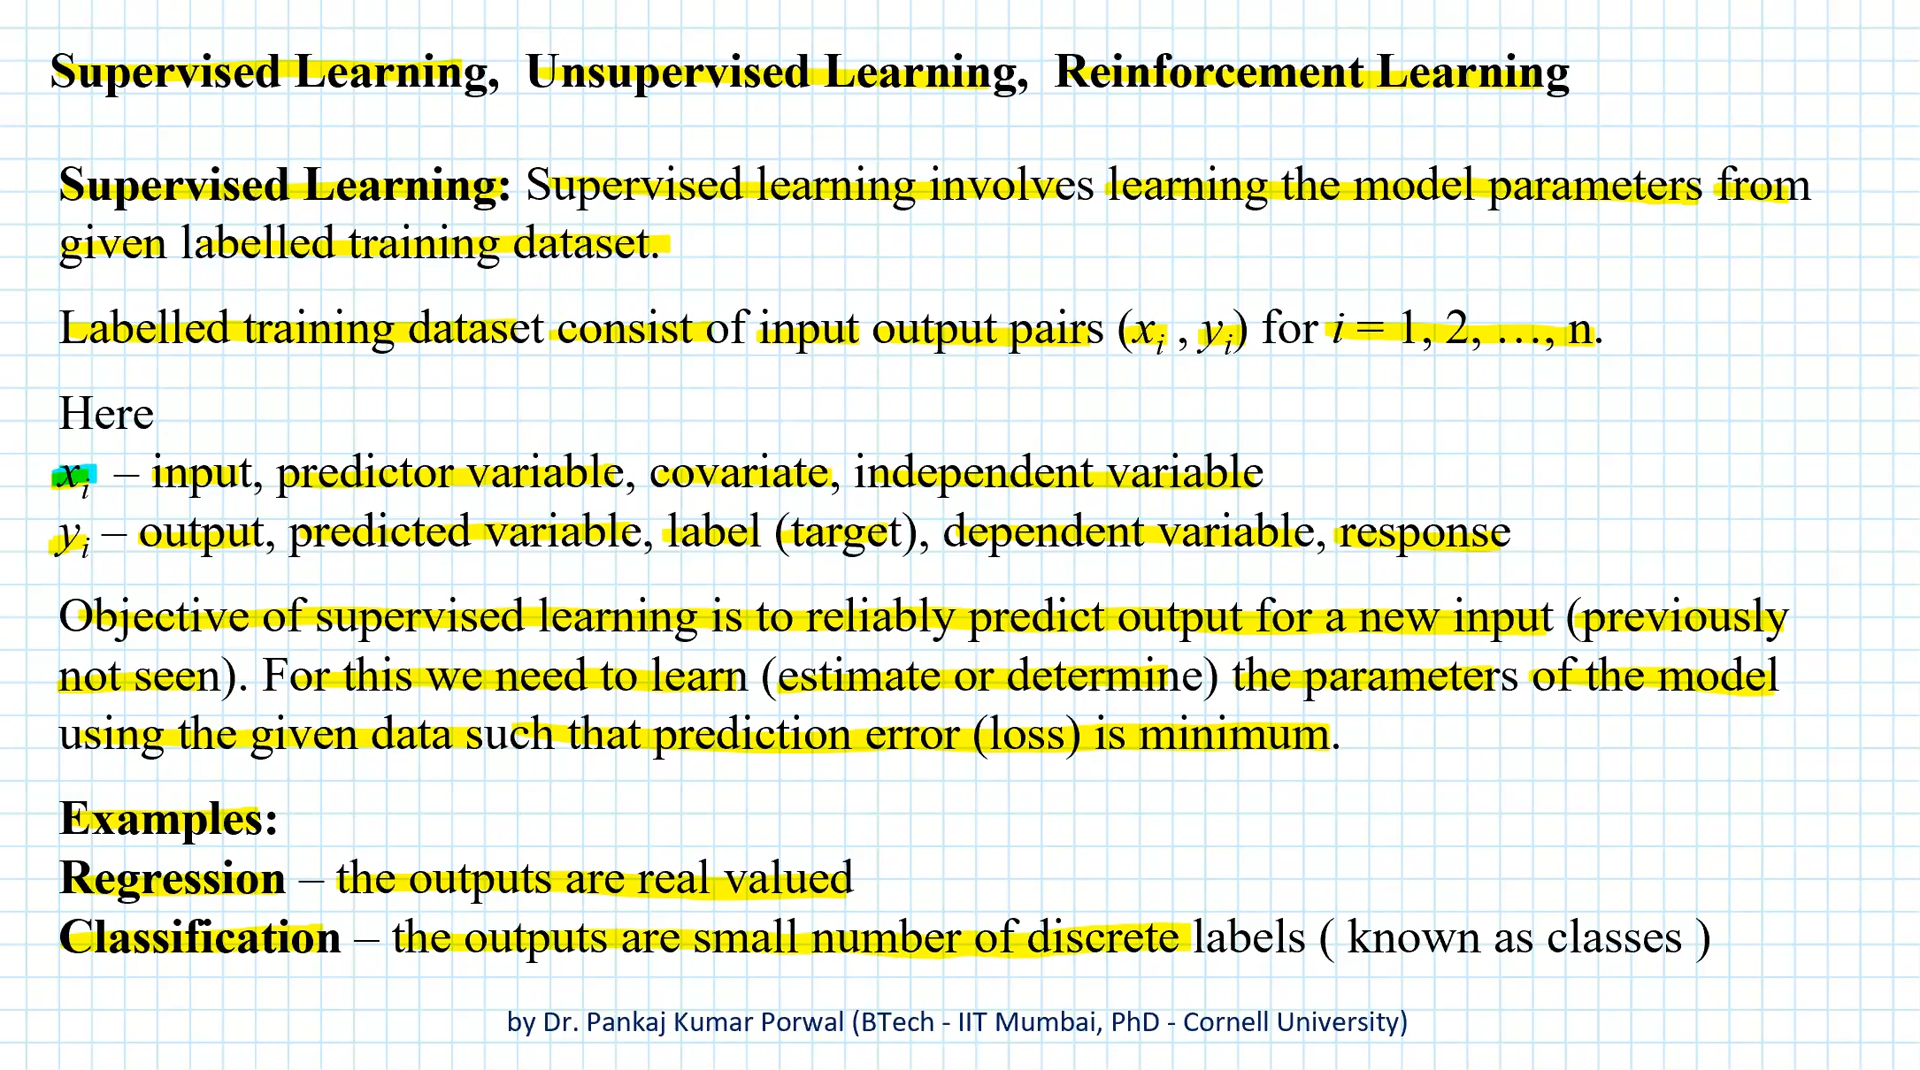 Supervised Learning, Unsupervised Learning, Reinforcement Learning
Supervised Learning: Supervised learning involves learning the model parameters from
given labelled training dataset.
Labelled training dataset consist of input output pairs (xᵢ , yᵢ) for i = 1, 2, …, n.
Here
xᵢ – input, predictor variable, covariate, independent variable
yᵢ – output, predicted variable, label (target), dependent variable, response
Objective of supervised learning is to reliably predict output for a new input (previously
not seen). For this we need to learn (estimate or determine) the parameters of the model
using the given data such that prediction error (loss) is minimum.
Examples:
Regression – the outputs are real valued
Classification – the outputs are small number of discrete labels ( known as classes )
by Dr. Pankaj Kumar Porwal (BTech - IIT Mumbai, PhD - Cornell University)